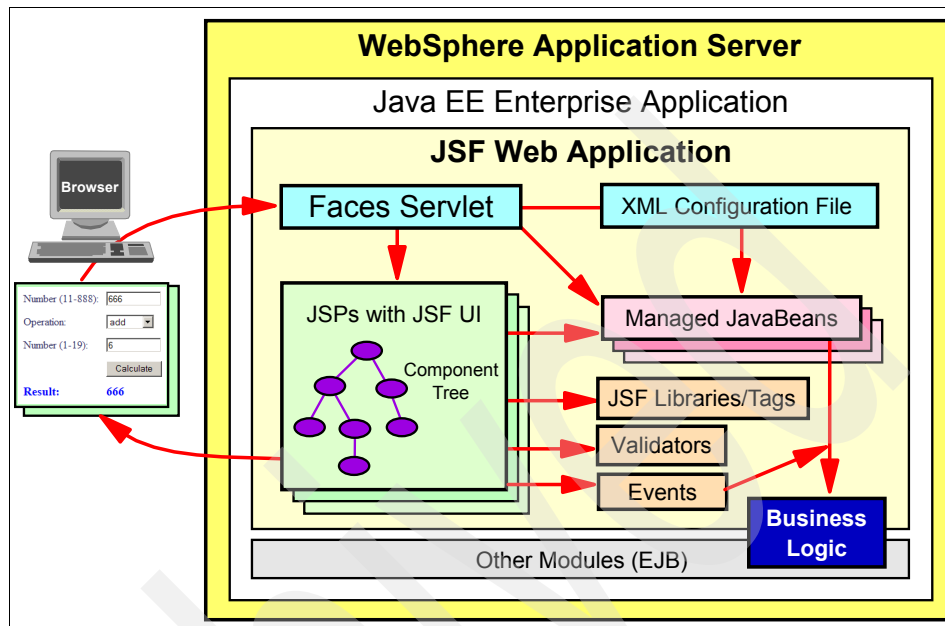 WebSphere Application Server
Java EE Enterprise Application
JSF Web Application
Browser
Faces Servlet
XML Configuration File
Number (11-888):
666
Operation:
add
Number (1-19):
6
Calculate
Result:
666
JSPs with JSF UI
Component
Tree
Managed JavaBeans
JSF Libraries/Tags
Validators
Events
Business
Logic
Other Modules (EJB)